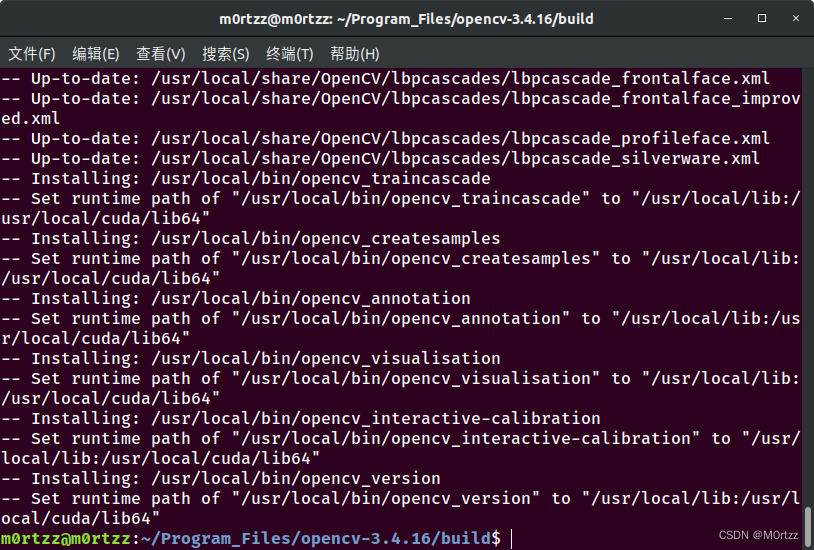 m0rtzz@m0rtzz: ~/Program_Files/opencv-3.4.16/build
文件(F) 编辑(E) 查看(V) 搜索(S) 终端(T) 帮助(H)
-- Up-to-date: /usr/local/share/OpenCV/lbpcascades/lbpcascade_frontalface.xml
-- Up-to-date: /usr/local/share/OpenCV/lbpcascades/lbpcascade_frontalface_improv
ed.xml
-- Up-to-date: /usr/local/share/OpenCV/lbpcascades/lbpcascade_profileface.xml
-- Up-to-date: /usr/local/share/OpenCV/lbpcascades/lbpcascade_silverware.xml
-- Installing: /usr/local/bin/opencv_traincascade
-- Set runtime path of "/usr/local/bin/opencv_traincascade" to "/usr/local/lib:/
usr/local/cuda/lib64"
-- Installing: /usr/local/bin/opencv_createsamples
-- Set runtime path of "/usr/local/bin/opencv_createsamples" to "/usr/local/lib:
/usr/local/cuda/lib64"
-- Installing: /usr/local/bin/opencv_annotation
-- Set runtime path of "/usr/local/bin/opencv_annotation" to "/usr/local/lib:/us
r/local/cuda/lib64"
-- Installing: /usr/local/bin/opencv_visualisation
-- Set runtime path of "/usr/local/bin/opencv_visualisation" to "/usr/local/lib:
/usr/local/cuda/lib64"
-- Installing: /usr/local/bin/opencv_interactive-calibration
-- Set runtime path of "/usr/local/bin/opencv_interactive-calibration" to "/usr/
local/lib:/usr/local/cuda/lib64"
-- Installing: /usr/local/bin/opencv_version
-- Set runtime path of "/usr/local/bin/opencv_version" to "/usr/local/lib:/usr/l
ocal/cuda/lib64"
m0rtzz@m0rtzz:~/Program_Files/opencv-3.4.16/build$
CSDN @M0rtzz